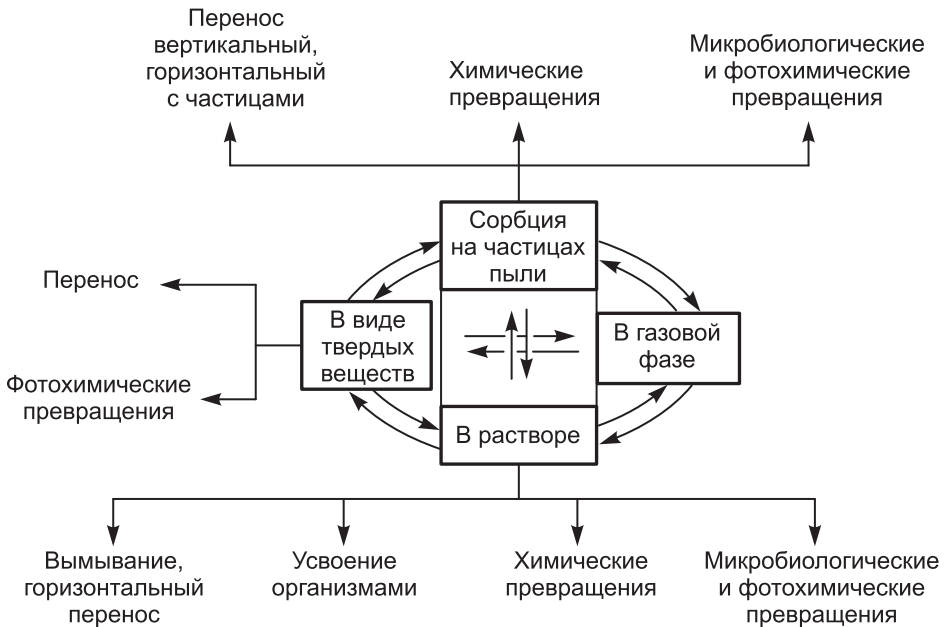 Перенос
вертикальный,
горизонтальный
с частицами
Химические
превращения
Микробиологические
и фотохимические
превращения
Сорбция
на частицах
пыли
Перенос
Фотохимические
превращения
В виде
твердых
веществ
В газовой
фазе
В растворе
Вымывание,
горизонтальный
перенос
Усвоение
организмами
Химические
превращения
Микробиологические
и фотохимические
превращения